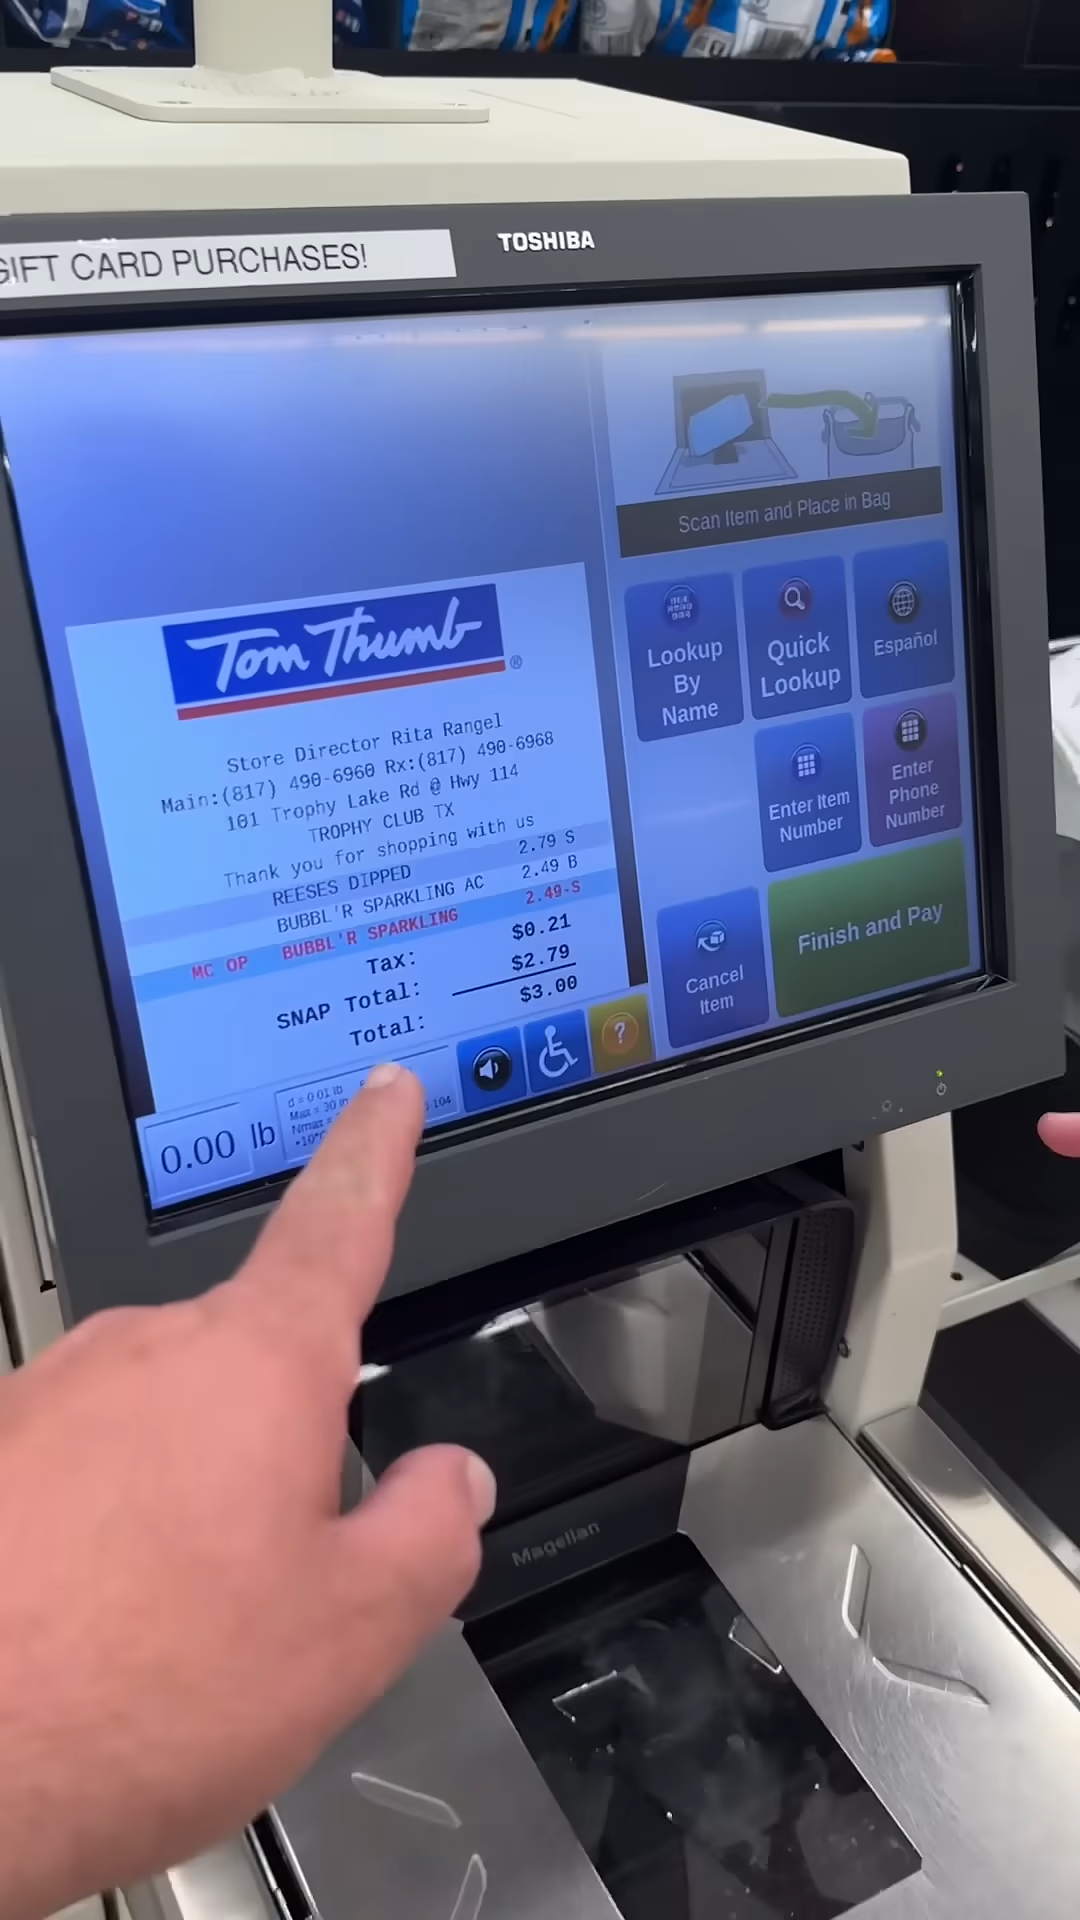 GIFT CARD PURCHASES!
TOSHIBA
Scan Item and Place in Bag
Tom Thumb®
Store Director Rita Rangel
Main:(817) 490-6960 Rx:(817) 490-6968
101 Trophy Lake Rd @ Hwy 114
TROPHY CLUB TX
Thank you for shopping with us
REESES DIPPED 2.79 S
BUBBL'R SPARKLING AC 2.49 B
MC OP BUBBL'R SPARKLING 2.49-S
Tax: $0.21
SNAP Total: $2.79
Total: $3.00
Lookup By Name
Quick Lookup
Español
Enter Item Number
Enter Phone Number
Cancel Item
Finish and Pay
?
0.00 lb
d = 0.01 lb
Max = 30
Magellan